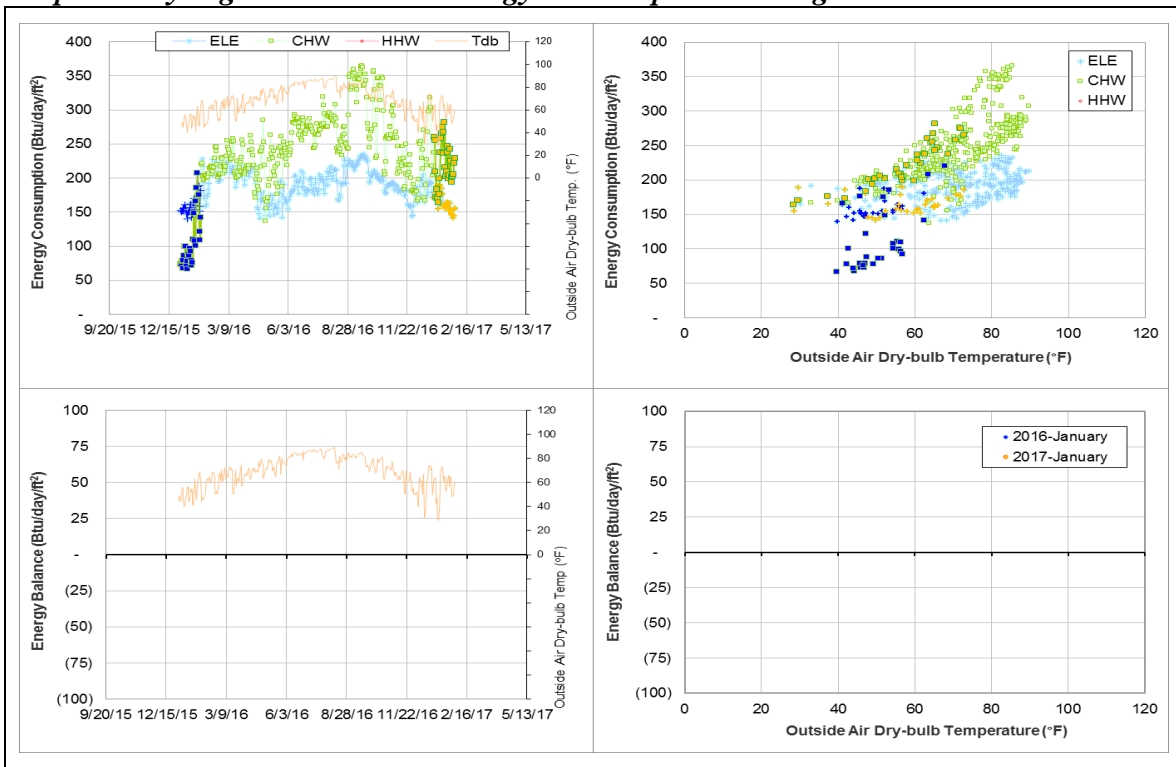 ELE CHW HHW Tdb
400
350
300
250
200
150
100
50
-
Energy Consumption (Btu/day/ft²)
120
100
80
60
40
20
0
Outside Air Dry-bulb Temp. (°F)
9/20/15 12/15/15 3/9/16 6/3/16 8/28/16 11/22/16 2/16/17 5/13/17
400
350
300
250
200
150
100
50
-
Energy Consumption (Btu/day/ft²)
ELE
CHW
HHW
0 20 40 60 80 100 120
Outside Air Dry-bulb Temperature (°F)
100
75
50
25
-
(25)
(50)
(75)
(100)
Energy Balance (Btu/day/ft²)
120
100
80
60
40
20
0
Outside Air Dry-bulb Temp (°F)
9/20/15 12/15/15 3/9/16 6/3/16 8/28/16 11/22/16 2/16/17 5/13/17
100
75
50
25
-
(25)
(50)
(75)
(100)
Energy Balance (Btu/day/ft²)
2016-January
2017-January
0 20 40 60 80 100 120
Outside Air Dry-bulb Temperature (°F)